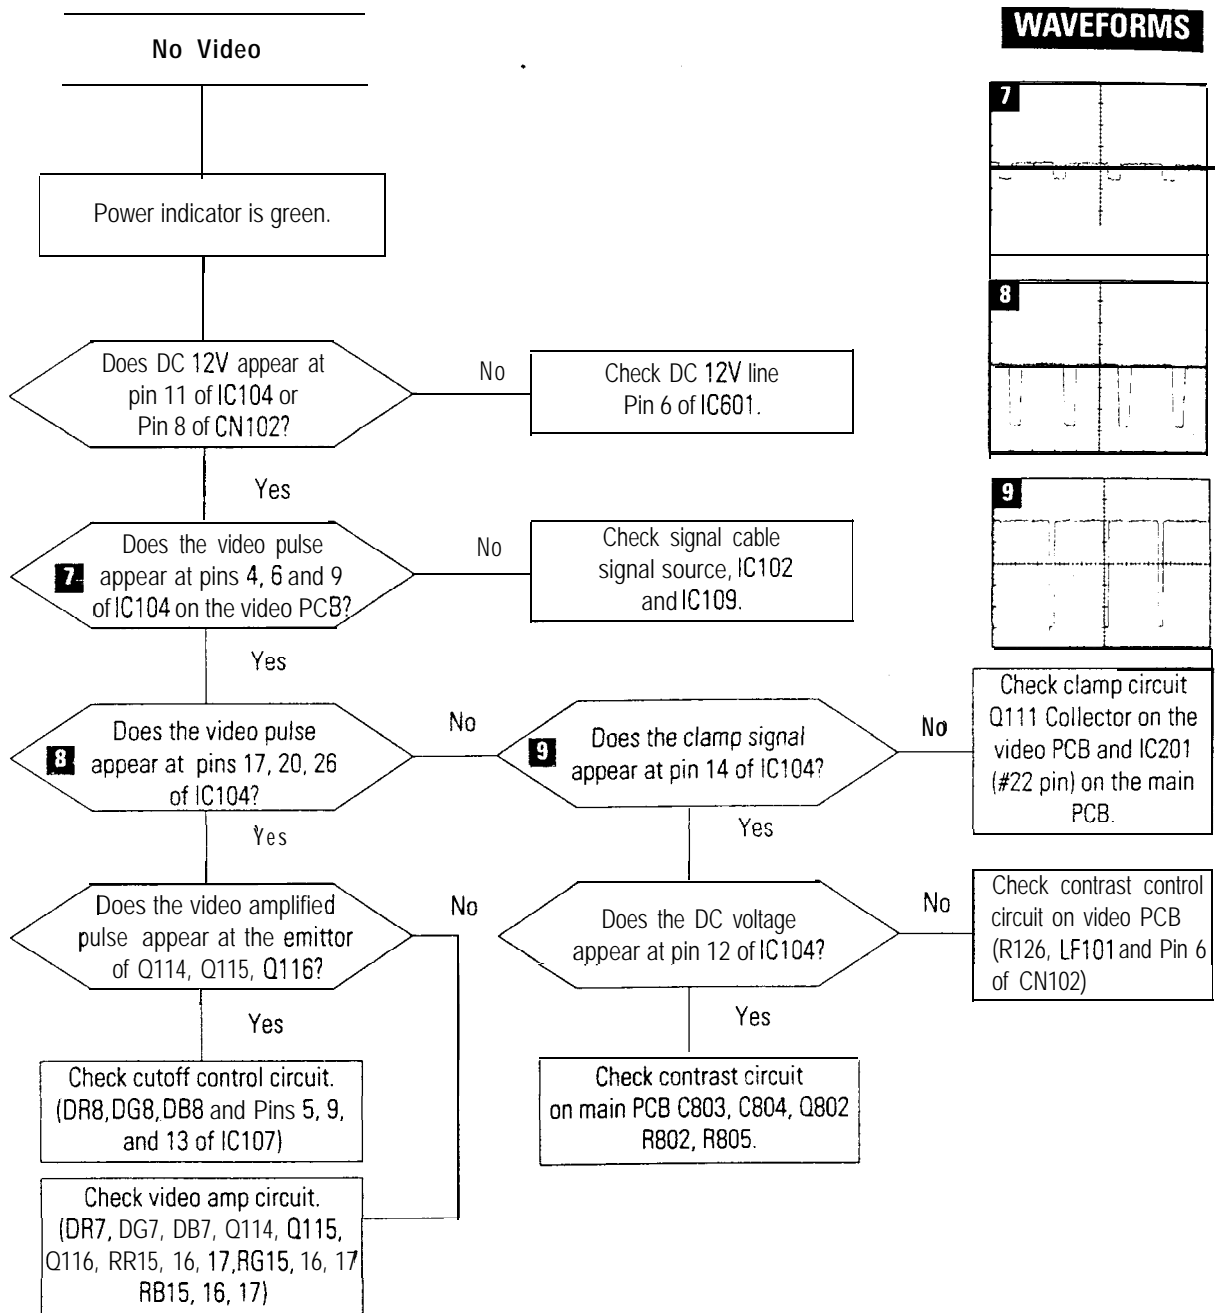 No Video
WAVEFORMS
7
8
9
Power indicator is green.
Does DC 12V appear at
pin 11 of IC104 or
Pin 8 of CN102?
No
Check DC 12V line
Pin 6 of IC601.
Yes
Does the video pulse
7 appear at pins 4, 6 and 9
of IC104 on the video PCB?
No
Check signal cable
signal source, IC102
and IC109.
Yes
Does the video pulse
8 appear at pins 17, 20, 26
of IC104?
No
9 Does the clamp signal
appear at pin 14 of IC104?
No
Check clamp circuit
Q111 Collector on the
video PCB and IC201
(#22 pin) on the main
PCB.
Yes
Yes
Does the video amplified
pulse appear at the emittor
of Q114, Q115, Q116?
No
Does the DC voltage
appear at pin 12 of IC104?
No
Check contrast control
circuit on video PCB
(R126, LF101 and Pin 6
of CN102)
Yes
Yes
Check cutoff control circuit.
(DR8, DG8, DB8 and Pins 5, 9,
and 13 of IC107)
Check contrast circuit
on main PCB C803, C804, Q802
R802, R805.
Check video amp circuit.
(DR7, DG7, DB7, Q114, Q115,
Q116, RR15, 16, 17, RG15, 16, 17
RB15, 16, 17)